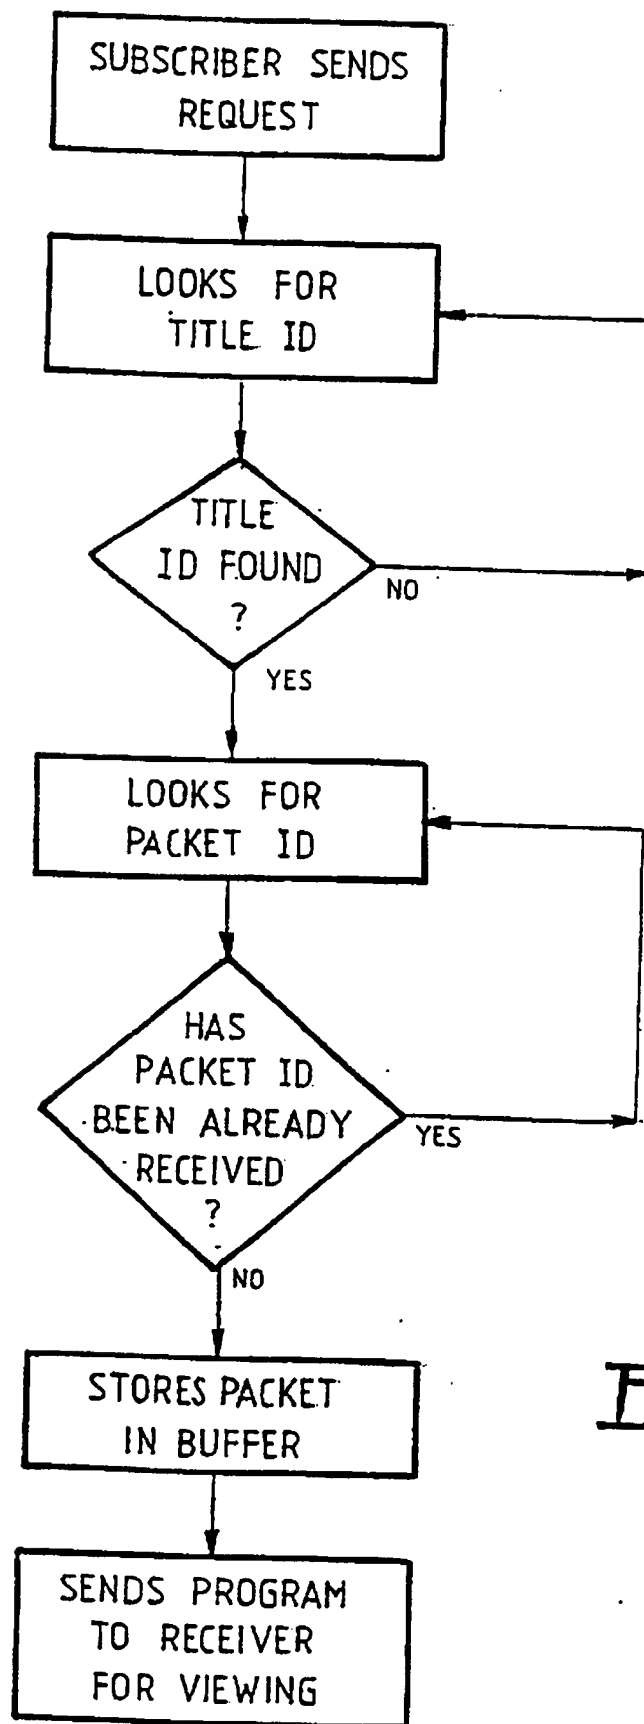 SUBSCRIBER SENDS
REQUEST
LOOKS FOR
TITLE ID
TITLE
ID FOUND
?
NO
YES
LOOKS FOR
PACKET ID
HAS
PACKET ID
BEEN ALREADY
RECEIVED
?
YES
NO
STORES PACKET
IN BUFFER
SENDS PROGRAM
TO RECEIVER
FOR VIEWING